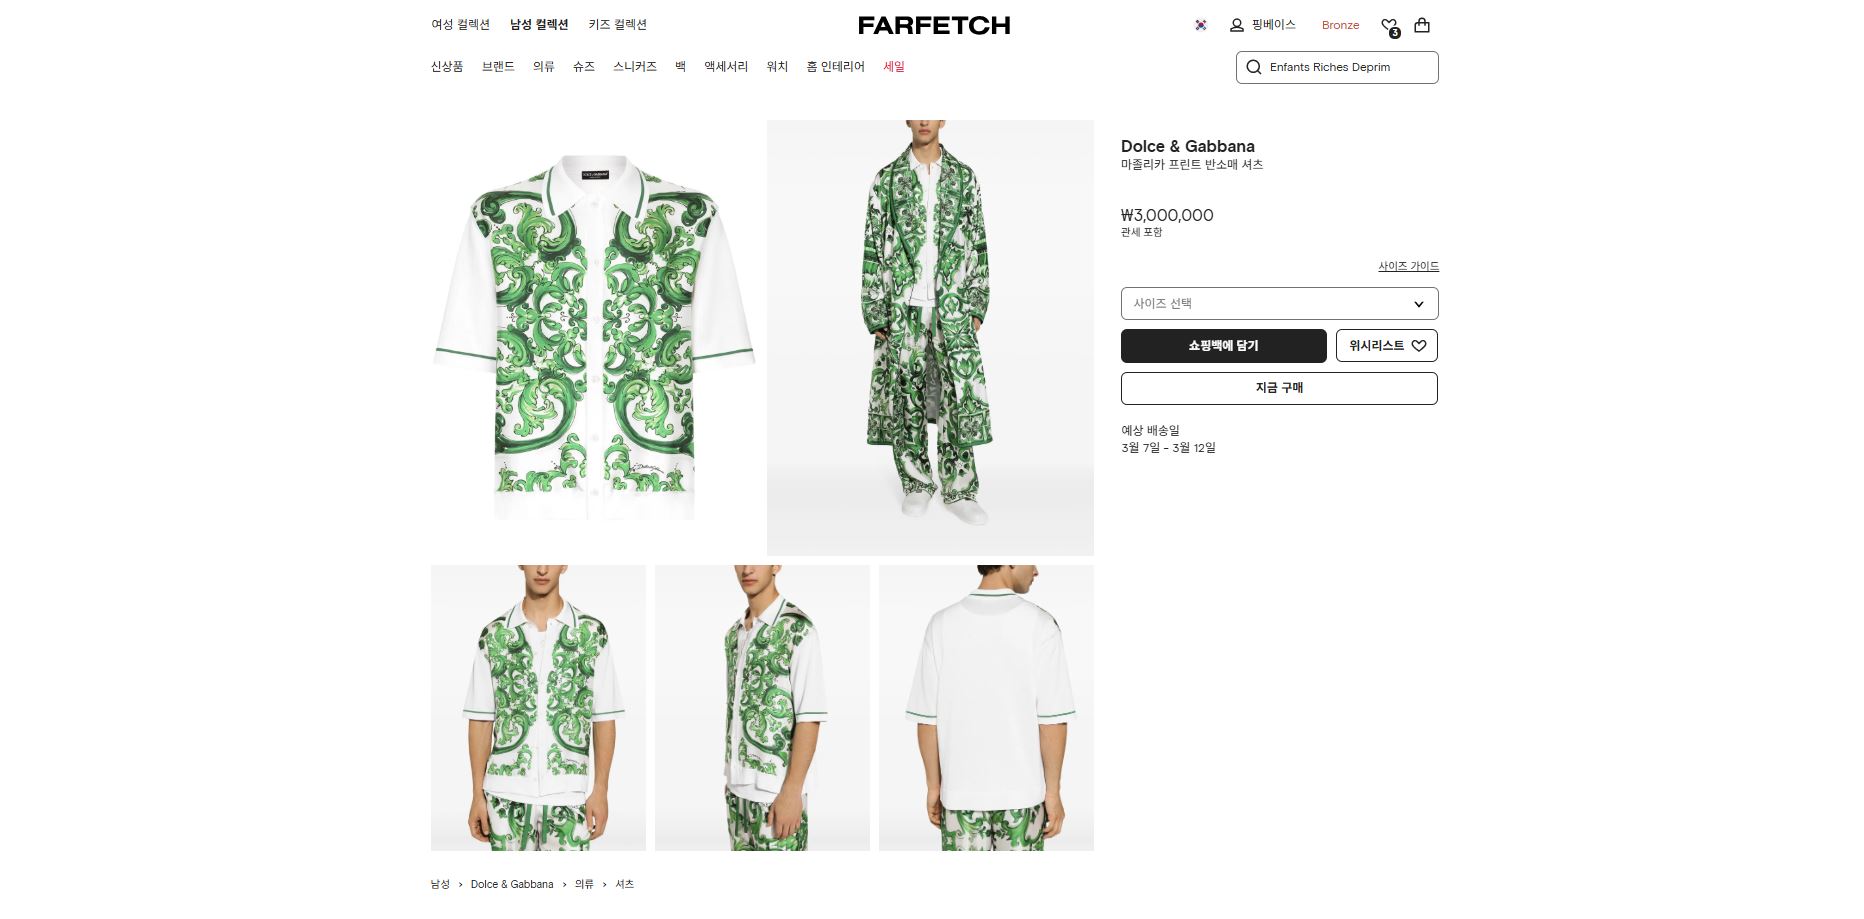 여성 컬렉션 남성 컬렉션 키즈 컬렉션 FARFETCH 핑베이스 Bronze 3
신상품 브랜드 의류 슈즈 스니커즈 백 액세서리 워치 홈 인테리어 세일 Enfants Riches Deprim
Dolce & Gabbana
마졸리카 프린트 반소매 셔츠
₩3,000,000
관세 포함
사이즈 가이드
사이즈 선택
쇼핑백에 담기 위시리스트
지금 구매
예상 배송일
3월 7일 - 3월 12일
남성 › Dolce & Gabbana › 의류 › 셔츠